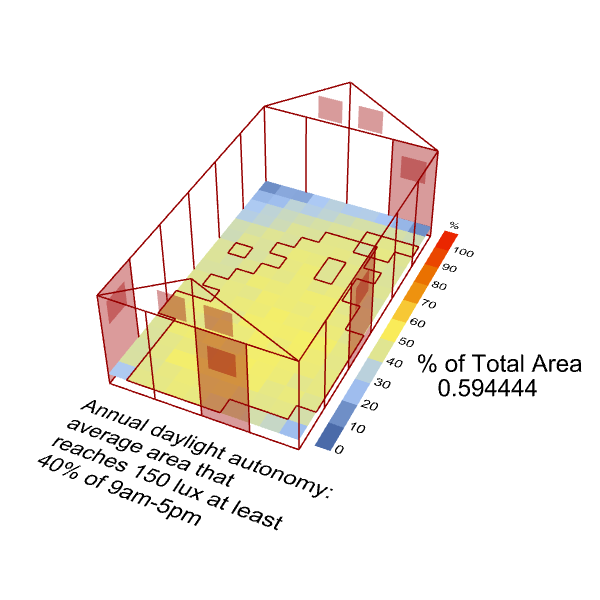 %
100
90
80
70
60
50
40
30
20
10
0
% of Total Area
0.594444
Annual daylight autonomy:
average area that
reaches 150 lux at least
40% of 9am-5pm